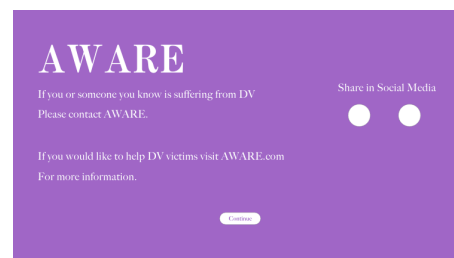 AWARE
If you or someone you know is suffering from DV
Please contact AWARE.
If you would like to help DV victims visit AWARE.com
For more information.
Share in Social Media
Continue